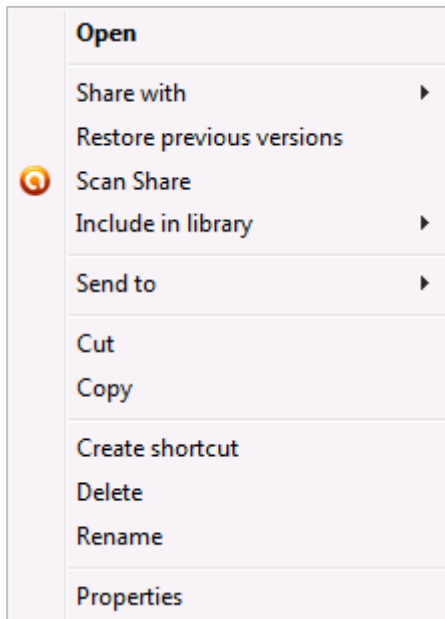 Open
Share with
Restore previous versions
Scan Share
Include in library
Send to
Cut
Copy
Create shortcut
Delete
Rename
Properties